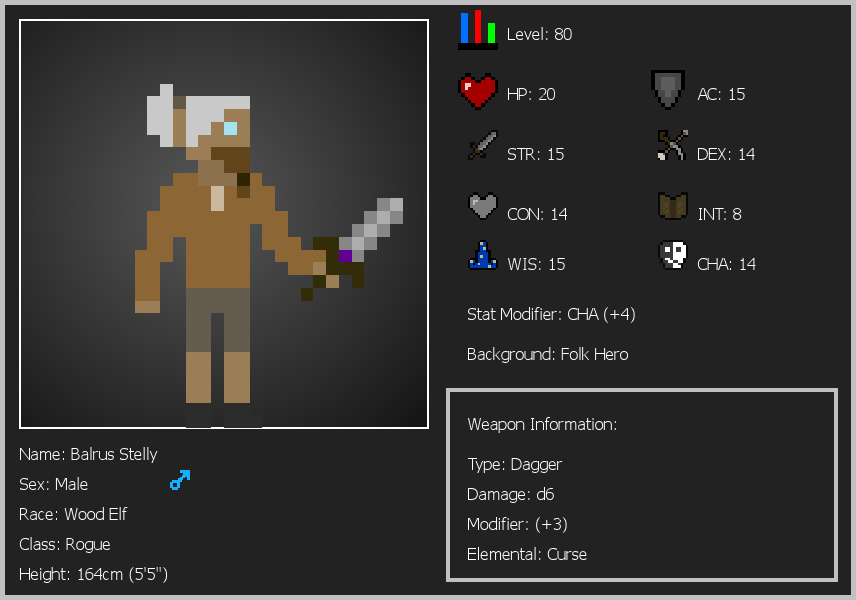 Level: 80
HP: 20
AC: 15
STR: 15
DEX: 14
CON: 14
INT: 8
WIS: 15
CHA: 14
Stat Modifier: CHA (+4)
Background: Folk Hero
Weapon Information:
Type: Dagger
Damage: d6
Modifier: (+3)
Elemental: Curse
Name: Balrus Stelly
Sex: Male
Race: Wood Elf
Class: Rogue
Height: 164cm (5'5")